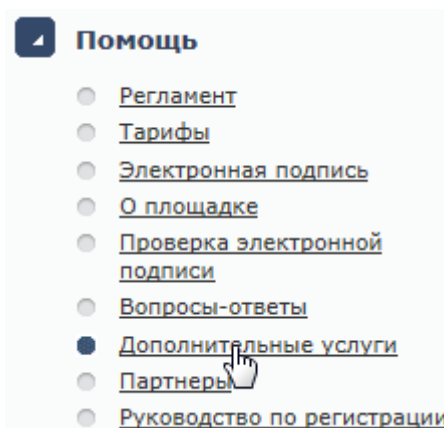 Помощь
Регламент
Тарифы
Электронная подпись
О площадке
Проверка электронной
подписи
Вопросы-ответы
Дополнительные услуги
Партнеры
Руководство по регистрации